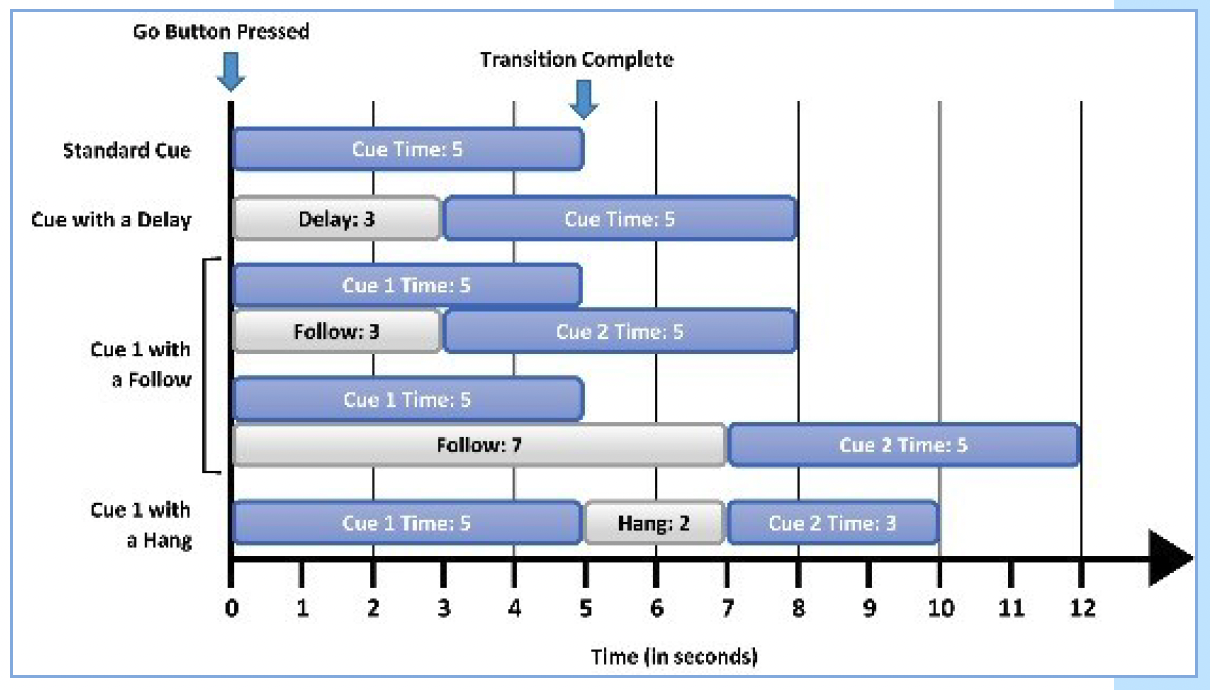 Go Button Pressed
Transition Complete
Standard Cue
Cue Time: 5
Cue with a Delay
Delay: 3
Cue Time: 5
Cue 1 with
a Follow
Cue 1 Time: 5
Follow: 3
Cue 2 Time: 5
Cue 1 Time: 5
Follow: 7
Cue 2 Time: 5
Cue 1 with
a Hang
Cue 1 Time: 5
Hang: 2
Cue 2 Time: 3
0 1 2 3 4 5 6 7 8 9 10 11 12
Time (in seconds)